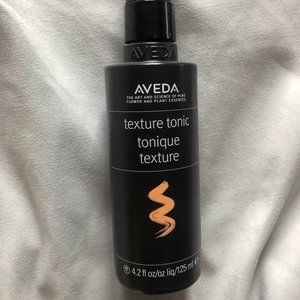 AVEDA
AVEDA
THE ART AND SCIENCE OF PURE
FLOWER AND PLANT ESSENCES
texture tonic
tonique
texture
4.2 fl oz/oz liq/125 ml e